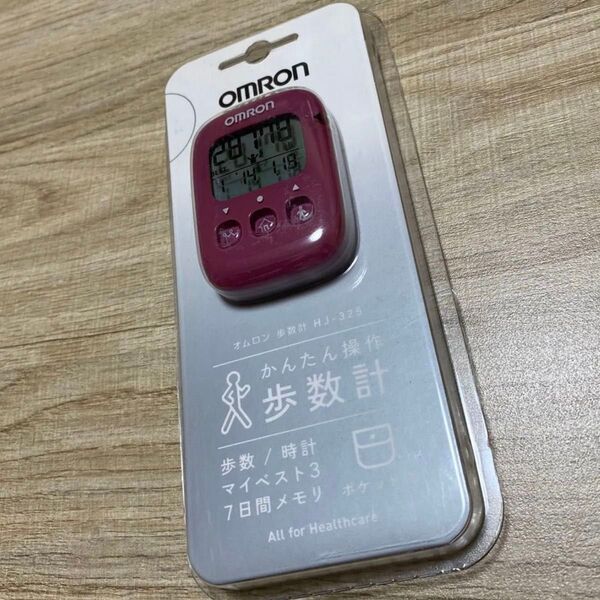 OMRON
OMRON
オムロン 歩数計 HJ-325
かんたん操作
歩数計
歩数 / 時計
マイベスト3
7日間メモリ
ポケット
All for Healthcare